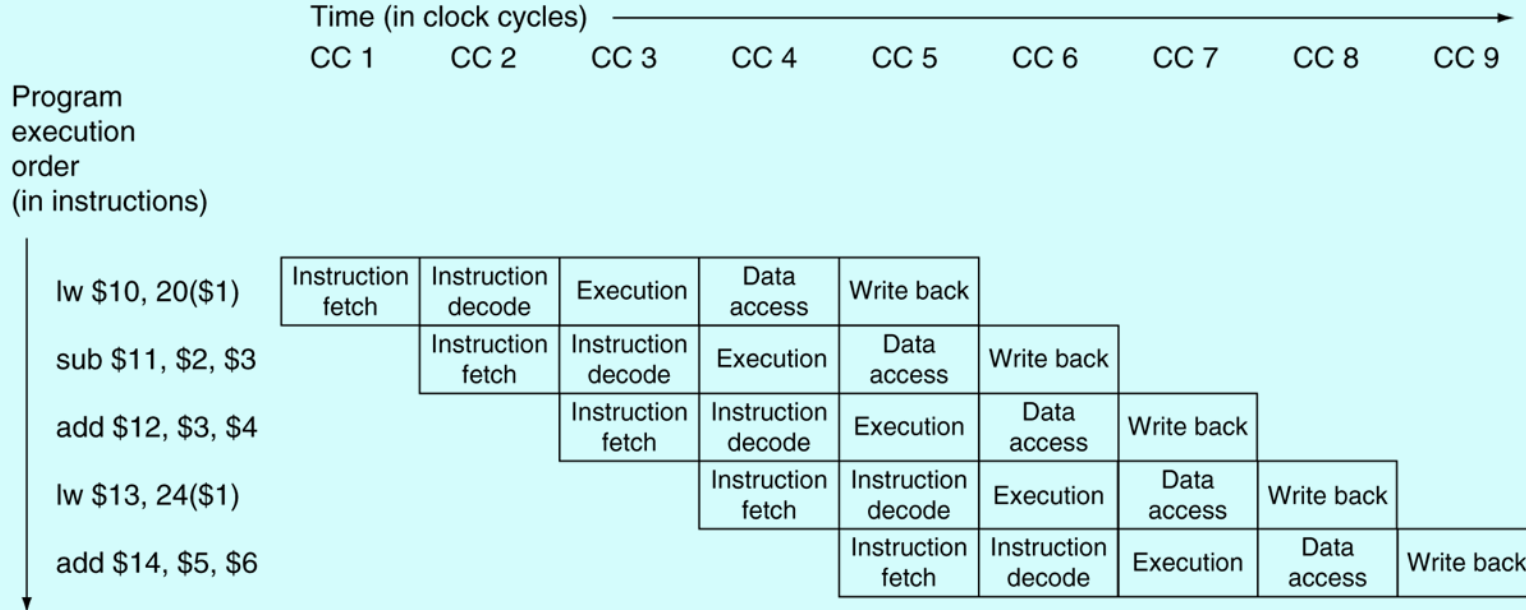 Time (in clock cycles)
CC 1 CC 2 CC 3 CC 4 CC 5 CC 6 CC 7 CC 8 CC 9
Program
execution
order
(in instructions)
lw $10, 20($1)
Instruction
fetch
Instruction
decode
Execution
Data
access
Write back
sub $11, $2, $3
Instruction
fetch
Instruction
decode
Execution
Data
access
Write back
add $12, $3, $4
Instruction
fetch
Instruction
decode
Execution
Data
access
Write back
lw $13, 24($1)
Instruction
fetch
Instruction
decode
Execution
Data
access
Write back
add $14, $5, $6
Instruction
fetch
Instruction
decode
Execution
Data
access
Write back